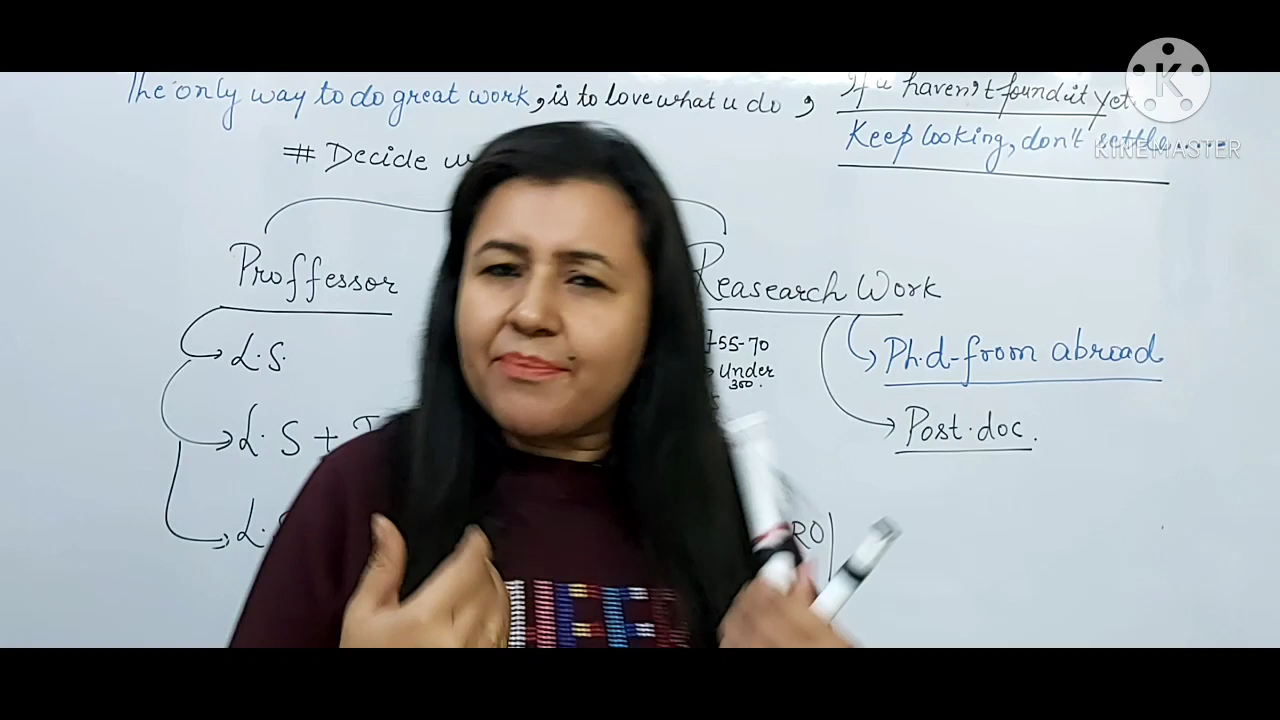 The only way to do great work, is to love what u do , If u haven't found it yet.
Keep looking, don't settle.....
K
KINEMASTER
# Decide
Proffessor
Reasearch Work
L.S.
55-70
Under
300.
Ph.d-from abroad
L.S +
Post.doc.
L.
RO